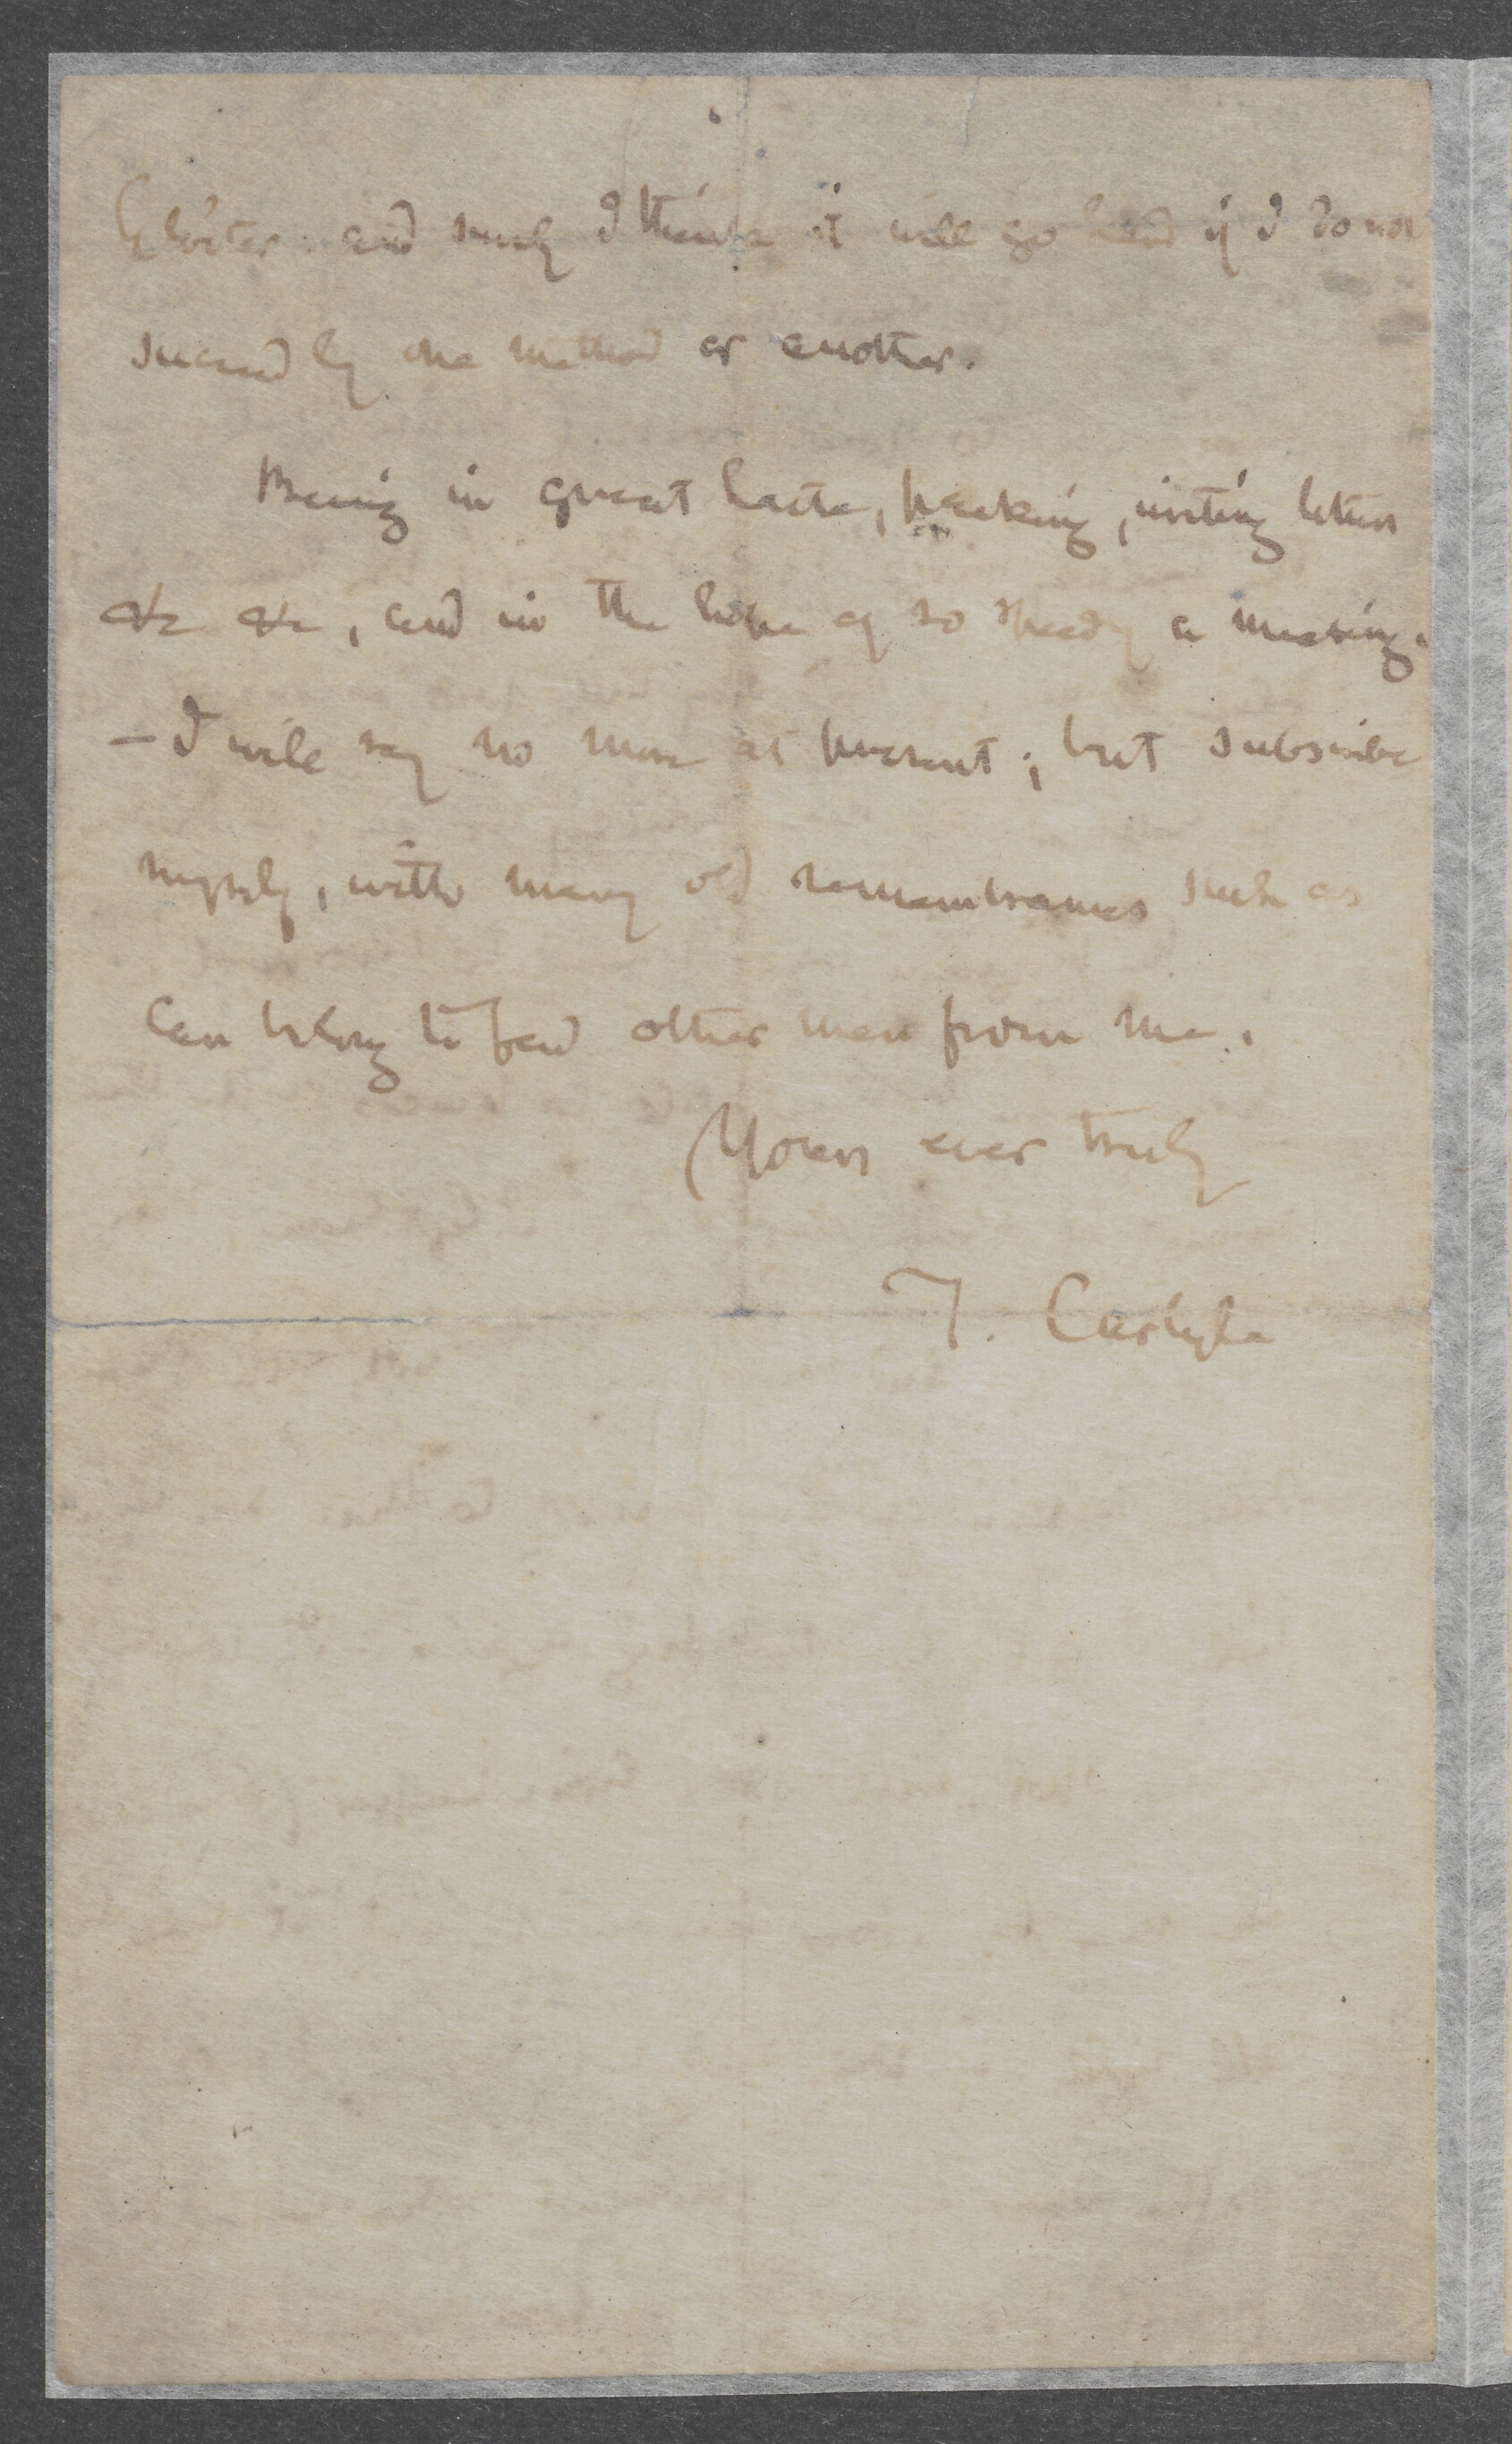 and surely I think it will go hard if I do not
succeed by one method or another.
Being in great haste, packing, writing letters
&c &c, and in the hope of so speedy a meeting,
– I will say no more at present; but subscribe
myself, with many old remembrances such as
can belong to few other men from me.
Yours ever truly
T. Carlyle